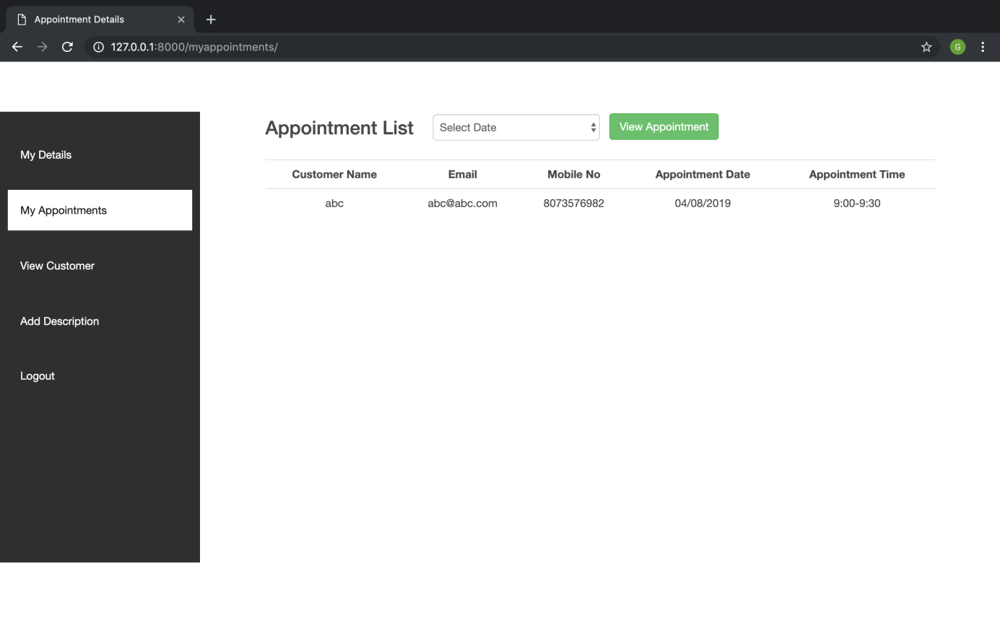 Appointment Details
127.0.0.1:8000/myappointments/
G
My Details
My Appointments
View Customer
Add Description
Logout
Appointment List Select Date View Appointment
Customer Name Email Mobile No Appointment Date Appointment Time
abc abc@abc.com 8073576982 04/08/2019 9:00-9:30